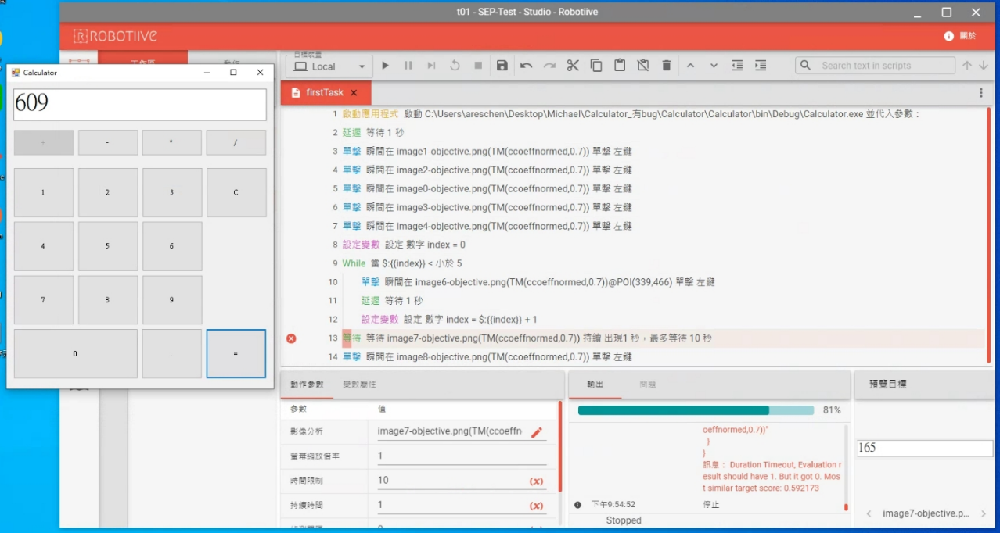 t01 - SEP-Test - Studio - Robotiive
ROBOTIIVE
關於
工作區
動作
目標裝置
Local
Search text in scripts
Calculator
609
+
-
*
/
1
2
3
C
4
5
6
7
8
9
0
.
=
firstTask
1 啟動應用程式 啟動 C:\Users\areschen\Desktop\Michael\Calculator_有bug\Calculator\Calculator\bin\Debug\Calculator.exe 並代入參數：
2 延遲 等待 1 秒
3 單擊 瞬間在 image1-objective.png(TM(ccoeffnormed,0.7)) 單擊 左鍵
4 單擊 瞬間在 image2-objective.png(TM(ccoeffnormed,0.7)) 單擊 左鍵
5 單擊 瞬間在 image0-objective.png(TM(ccoeffnormed,0.7)) 單擊 左鍵
6 單擊 瞬間在 image3-objective.png(TM(ccoeffnormed,0.7)) 單擊 左鍵
7 單擊 瞬間在 image4-objective.png(TM(ccoeffnormed,0.7)) 單擊 左鍵
8 設定變數 設定 數字 index = 0
9 While 當 $:{{index}} < 小於 5
10 單擊 瞬間在 image6-objective.png(TM(ccoeffnormed,0.7))@POI(339,466) 單擊 左鍵
11 延遲 等待 1 秒
12 設定變數 設定 數字 index = $:{{index}} + 1
13 等待 等待 image7-objective.png(TM(ccoeffnormed,0.7)) 持續 出現1 秒，最多等待 10 秒
14 單擊 瞬間在 image8-objective.png(TM(ccoeffnormed,0.7)) 單擊 左鍵
動作參數 變數屬性
參數 值
影像分析 image7-objective.png(TM(ccoeffn
螢幕縮放倍率 1
時間限制 10 (x)
持續時間 1 (x)
輸出 問題
81%
oeffnormed,0.7))"
}
}
訊息： Duration Timeout, Evaluation r
esult should have 1. But it got 0. Mos
t similar target score: 0.592173
下午9:54:52 停止
Stopped
預覽目標
165
image7-objective.p...